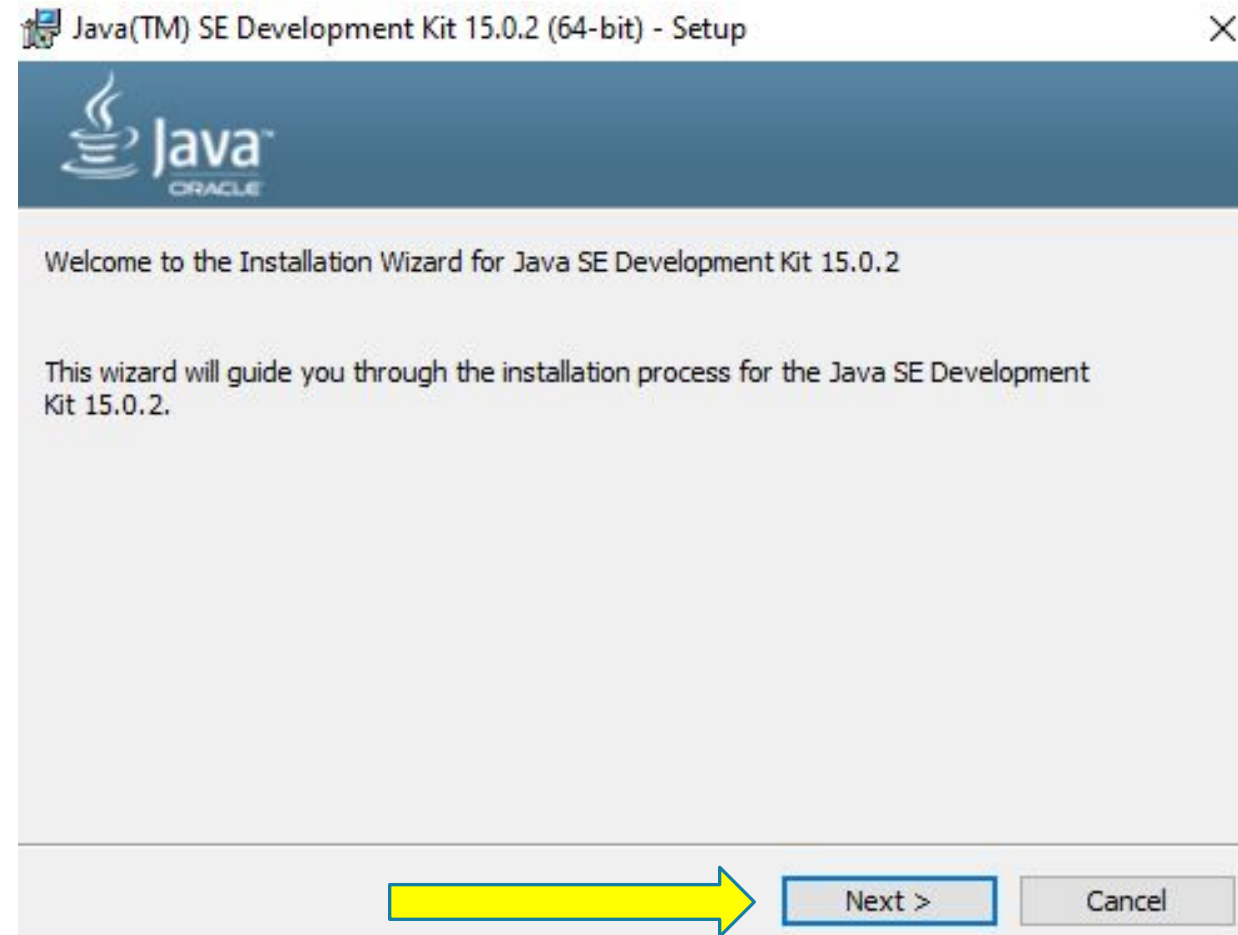 Java(TM) SE Development Kit 15.0.2 (64-bit) - Setup
Java™
ORACLE
Welcome to the Installation Wizard for Java SE Development Kit 15.0.2
This wizard will guide you through the installation process for the Java SE Development
Kit 15.0.2.
Next >
Cancel